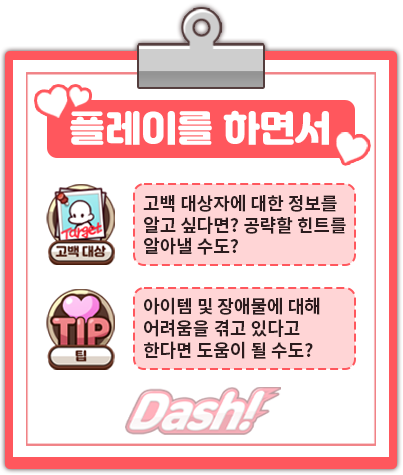 플레이를 하면서
Target
고백 대상
고백 대상자에 대한 정보를
알고 싶다면? 공략할 힌트를
알아낼 수도?
TIP
팁
아이템 및 장애물에 대해
어려움을 겪고 있다고
한다면 도움이 될 수도?
Dash!